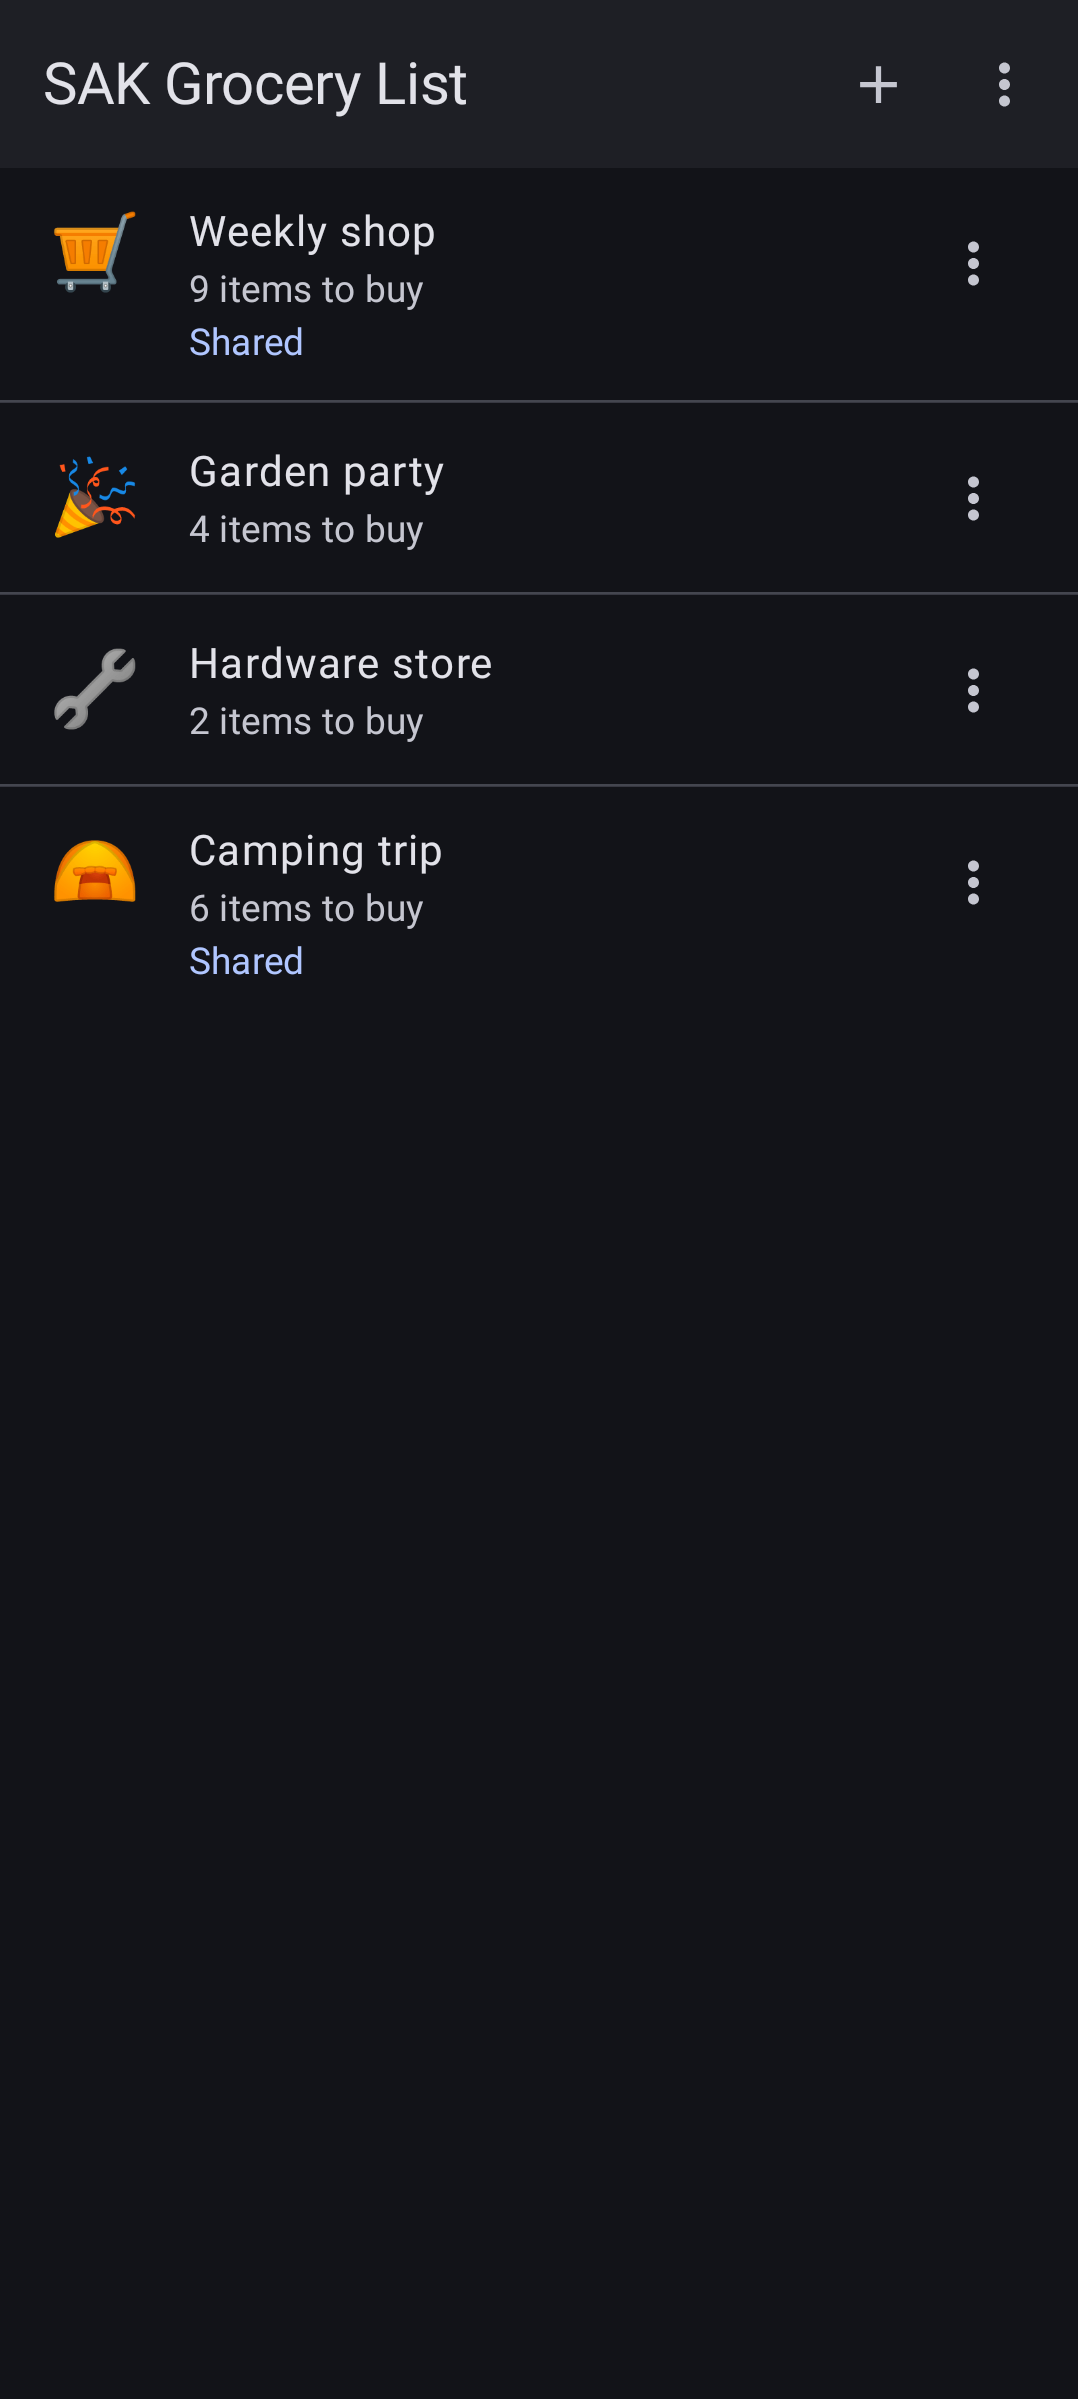 SAK Grocery List
Weekly shop
9 items to buy
Shared
Garden party
4 items to buy
Hardware store
2 items to buy
Camping trip
6 items to buy
Shared